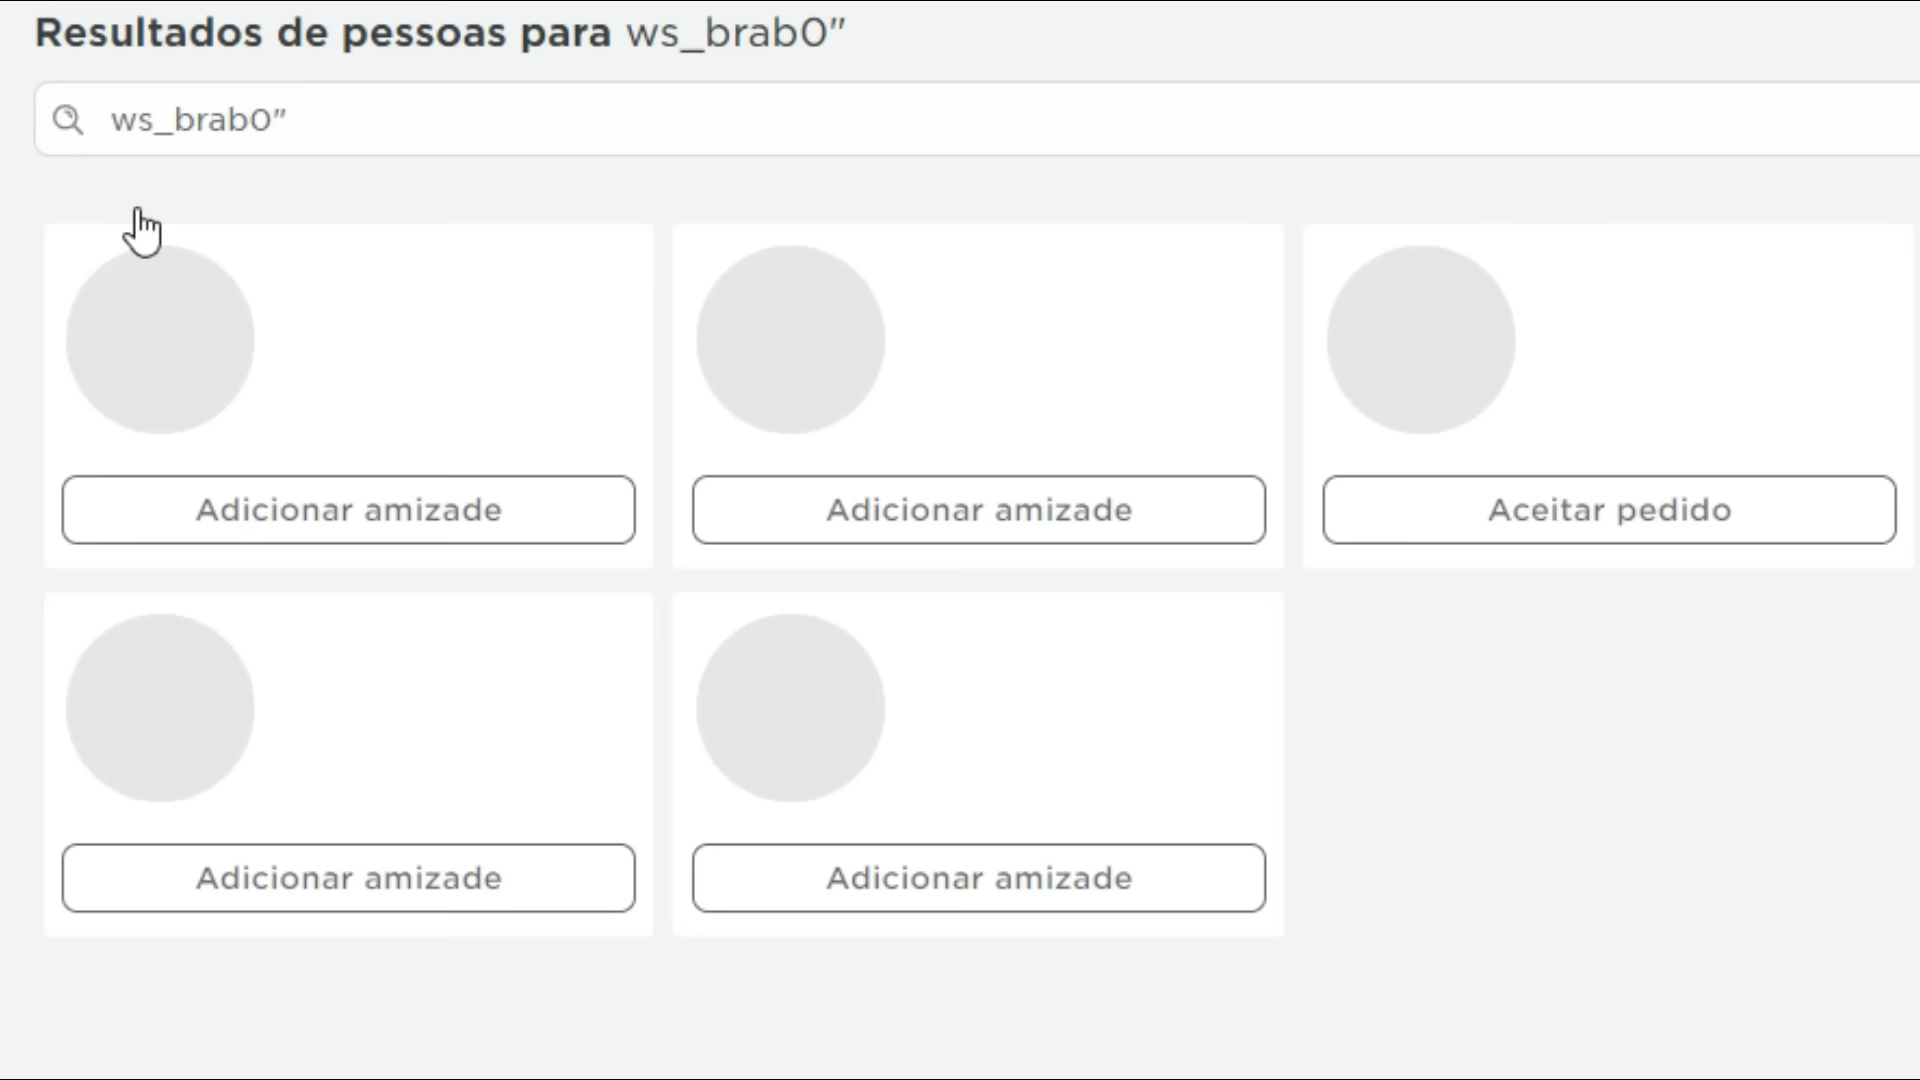 Resultados de pessoas para ws_brab0"
ws_brab0"
Adicionar amizade
Adicionar amizade
Aceitar pedido
Adicionar amizade
Adicionar amizade